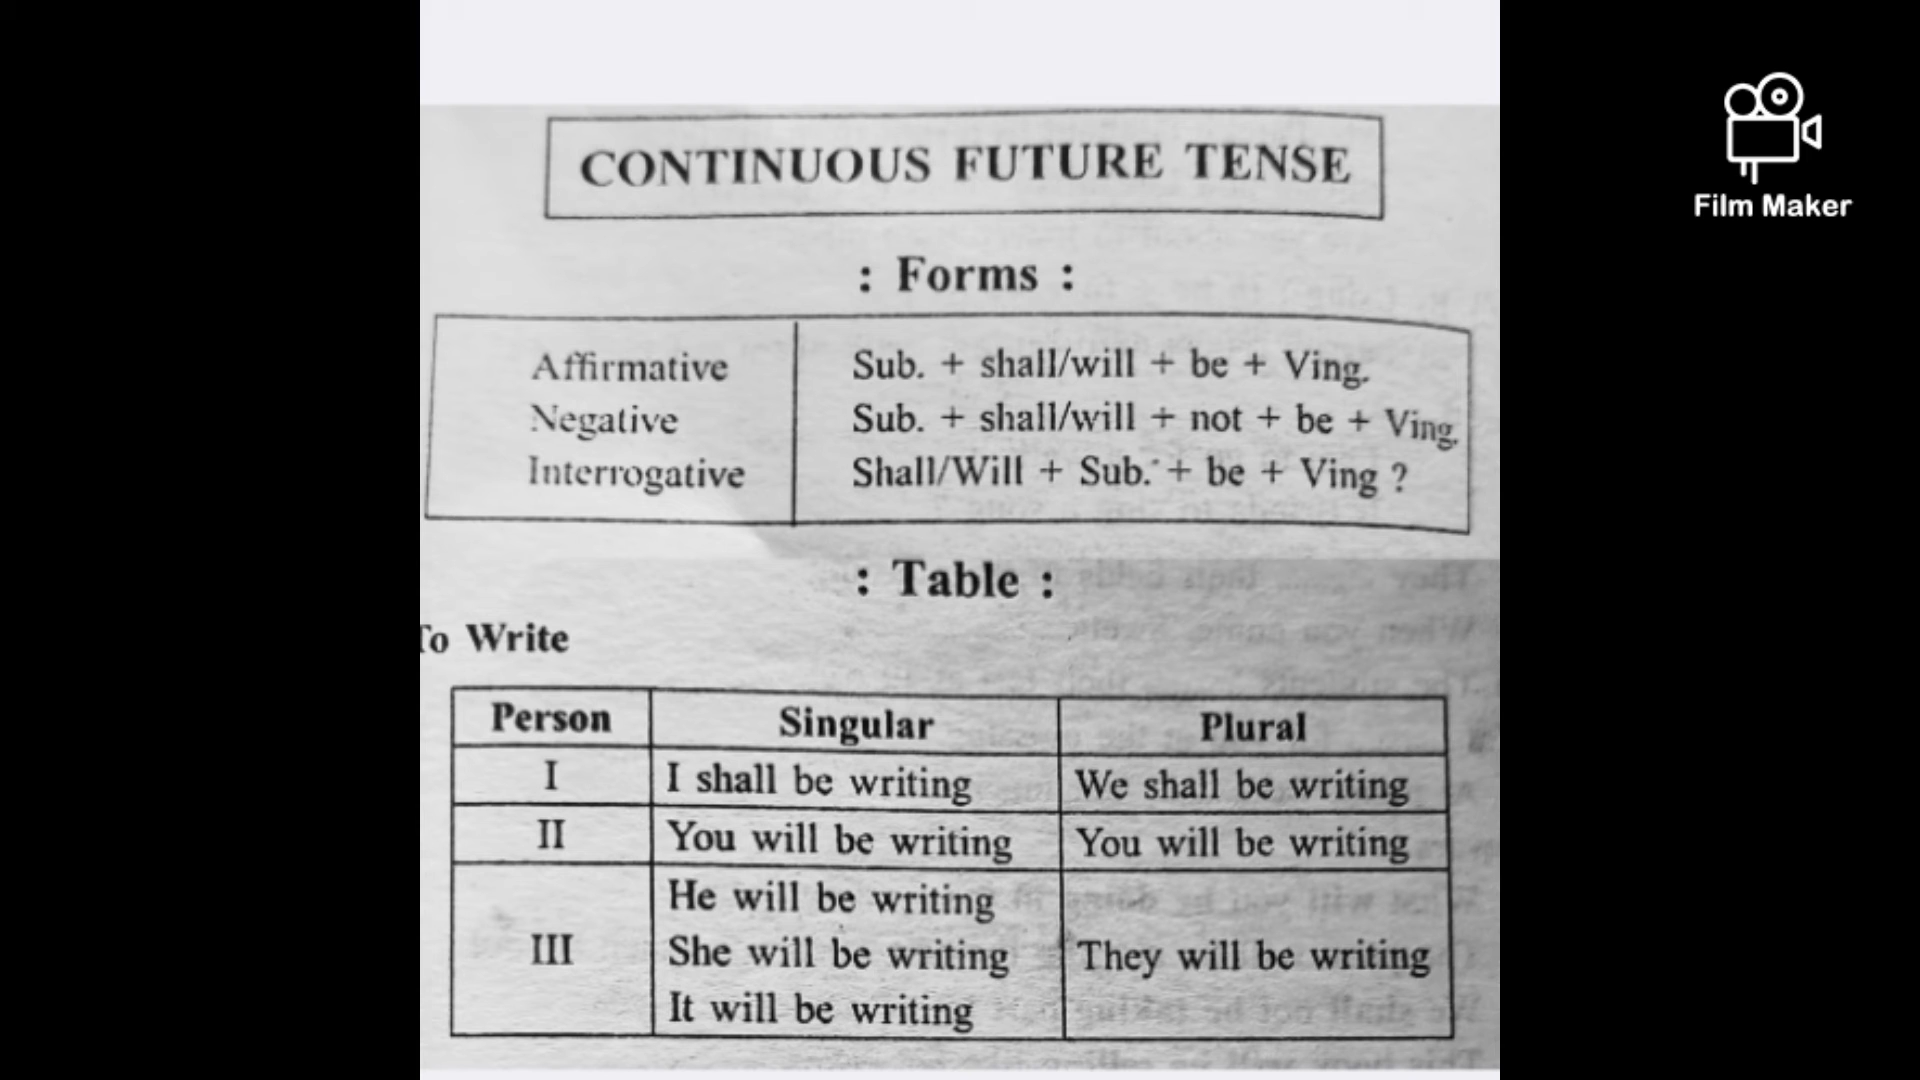 CONTINUOUS FUTURE TENSE
Film Maker
: Forms :
Affirmative Sub. + shall/will + be + Ving.
Negative Sub. + shall/will + not + be + Ving.
Interrogative Shall/Will + Sub. + be + Ving ?
: Table :
To Write
Person Singular Plural
I I shall be writing We shall be writing
II You will be writing You will be writing
He will be writing
III She will be writing They will be writing
It will be writing